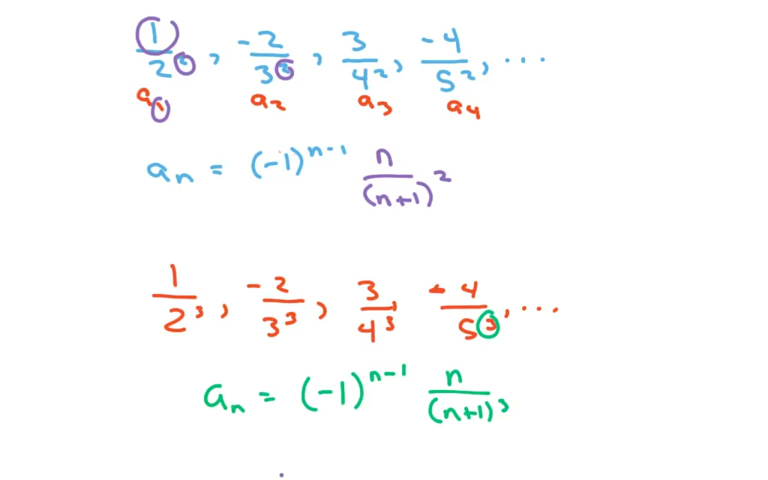 1/2², -2/3², 3/4², -4/5², ...
a₁ a₂ a₃ a₄
aₙ = (-1)ⁿ⁻¹ n/(n+1)²
1/2³, -2/3³, 3/4³, -4/5³, ...
aₙ = (-1)ⁿ⁻¹ n/(n+1)³